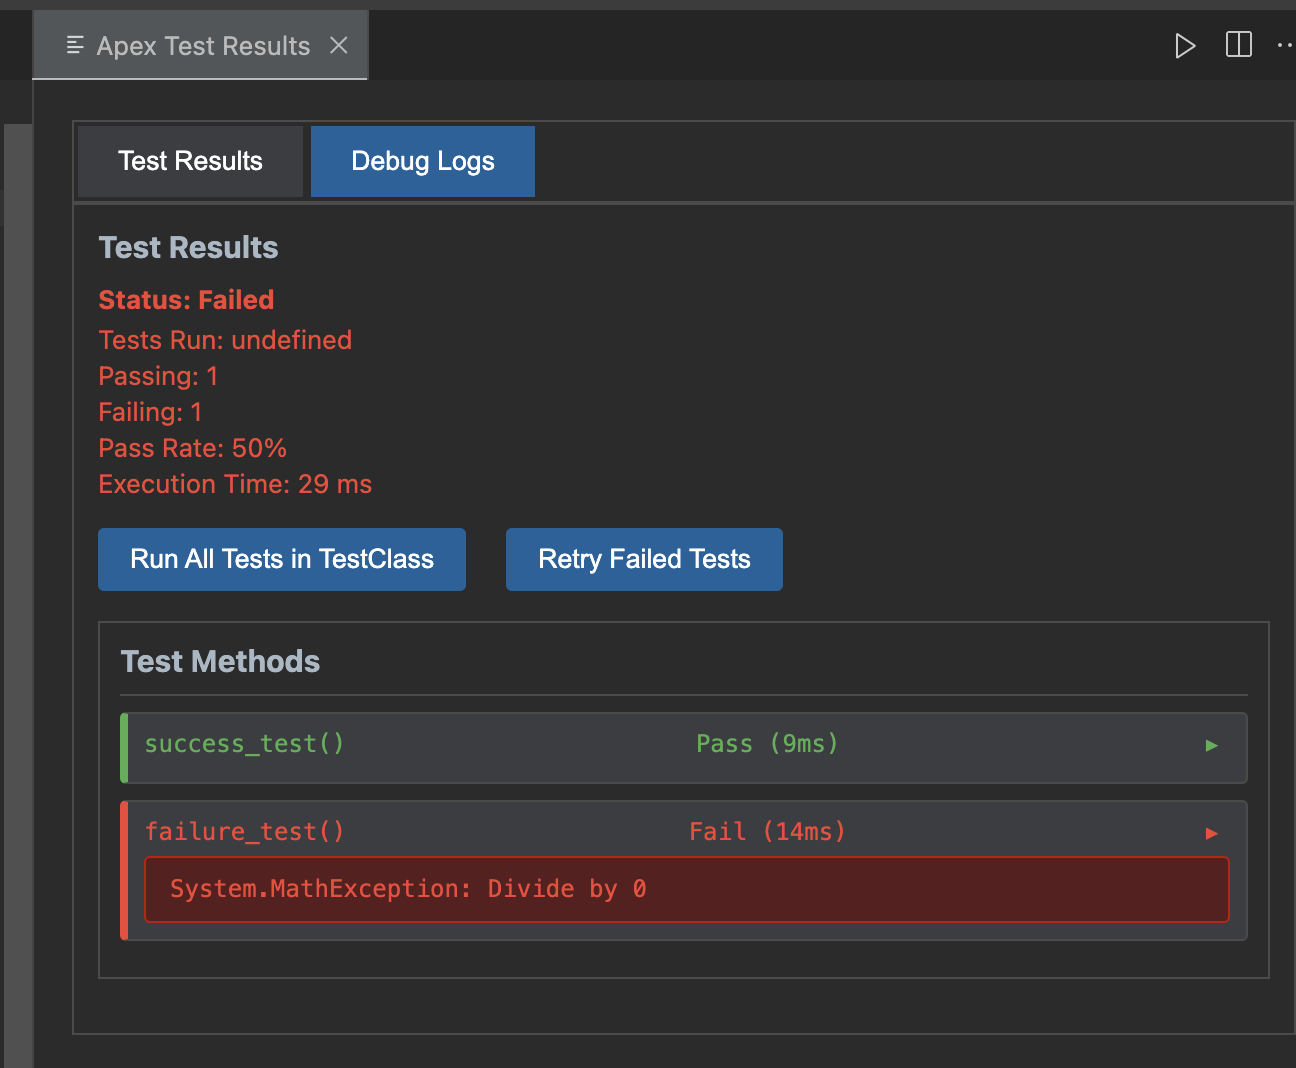 Apex Test Results
Test Results
Debug Logs
Test Results
Status: Failed
Tests Run: undefined
Passing: 1
Failing: 1
Pass Rate: 50%
Execution Time: 29 ms
Run All Tests in TestClass
Retry Failed Tests
Test Methods
success_test() Pass (9ms)
failure_test() Fail (14ms)
System.MathException: Divide by 0